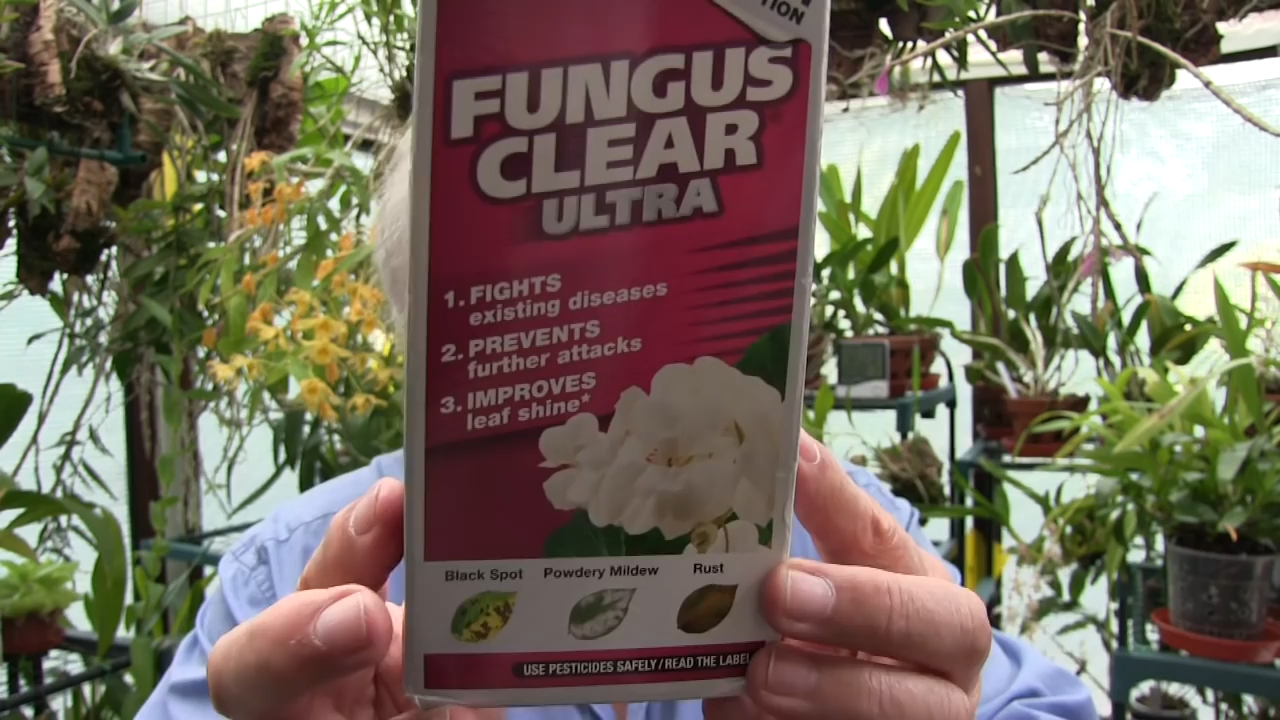 FUNGUS
CLEAR
ULTRA
1. FIGHTS
existing diseases
2. PREVENTS
further attacks
3. IMPROVES
leaf shine*
Black Spot Powdery Mildew Rust
USE PESTICIDES SAFELY/READ THE LABEL